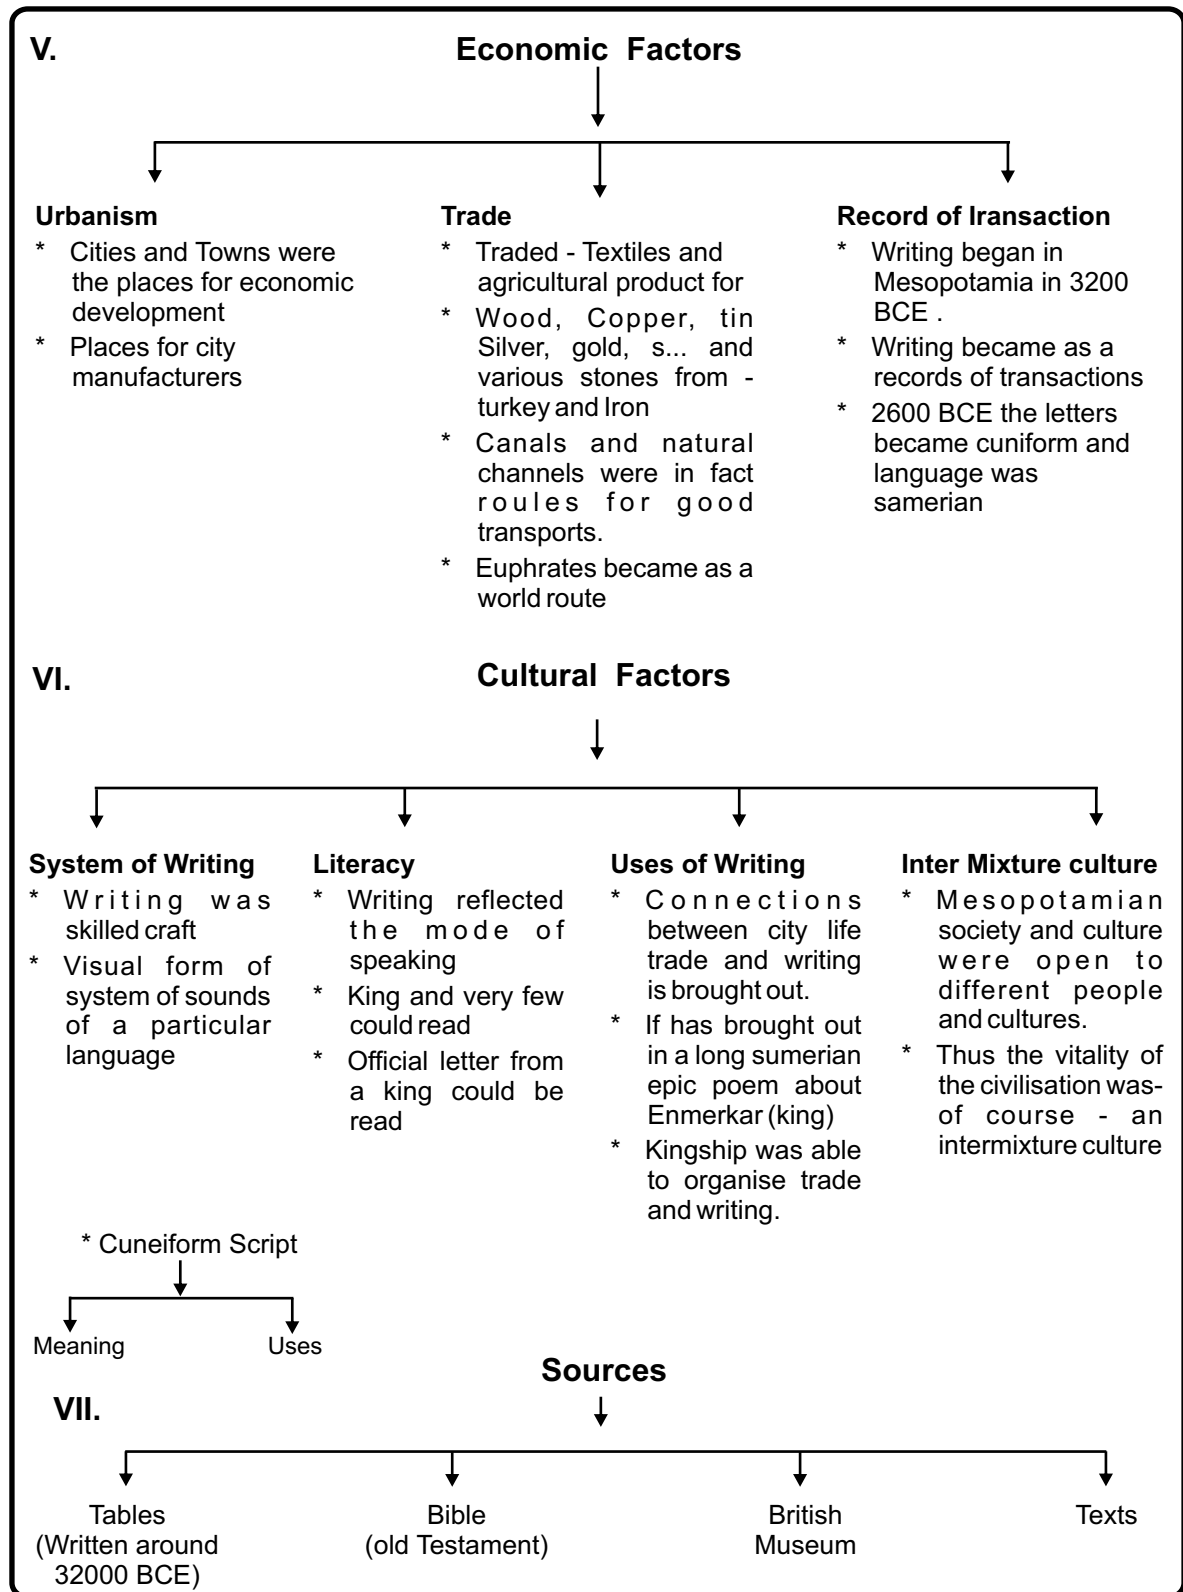 V.
Economic Factors
Urbanism
* Cities and Towns were
the places for economic
development
* Places for city
manufacturers
Trade
* Traded - Textiles and
agricultural product for
* Wood, Copper, tin
Silver, gold, s... and
various stones from -
turkey and Iron
* Canals and natural
channels were in fact
roules for good
transports.
* Euphrates became as a
world route
Record of Iransaction
* Writing began in
Mesopotamia in 3200
BCE .
* Writing became as a
records of transactions
* 2600 BCE the letters
became cuniform and
language was
samerian
VI.
Cultural Factors
System of Writing
* Writing was
skilled craft
* Visual form of
system of sounds
of a particular
language
Literacy
* Writing reflected
the mode of
speaking
* King and very few
could read
* Official letter from
a king could be
read
Uses of Writing
* Connections
between city life
trade and writing
is brought out.
* If has brought out
in a long sumerian
epic poem about
Enmerkar (king)
* Kingship was able
to organise trade
and writing.
Inter Mixture culture
* Mesopotamian
society and culture
were open to
different people
and cultures.
* Thus the vitality of
the civilisation was-
of course - an
intermixture culture
* Cuneiform Script
Meaning
Uses
Sources
VII.
Tables
(Written around
32000 BCE)
Bible
(old Testament)
British
Museum
Texts